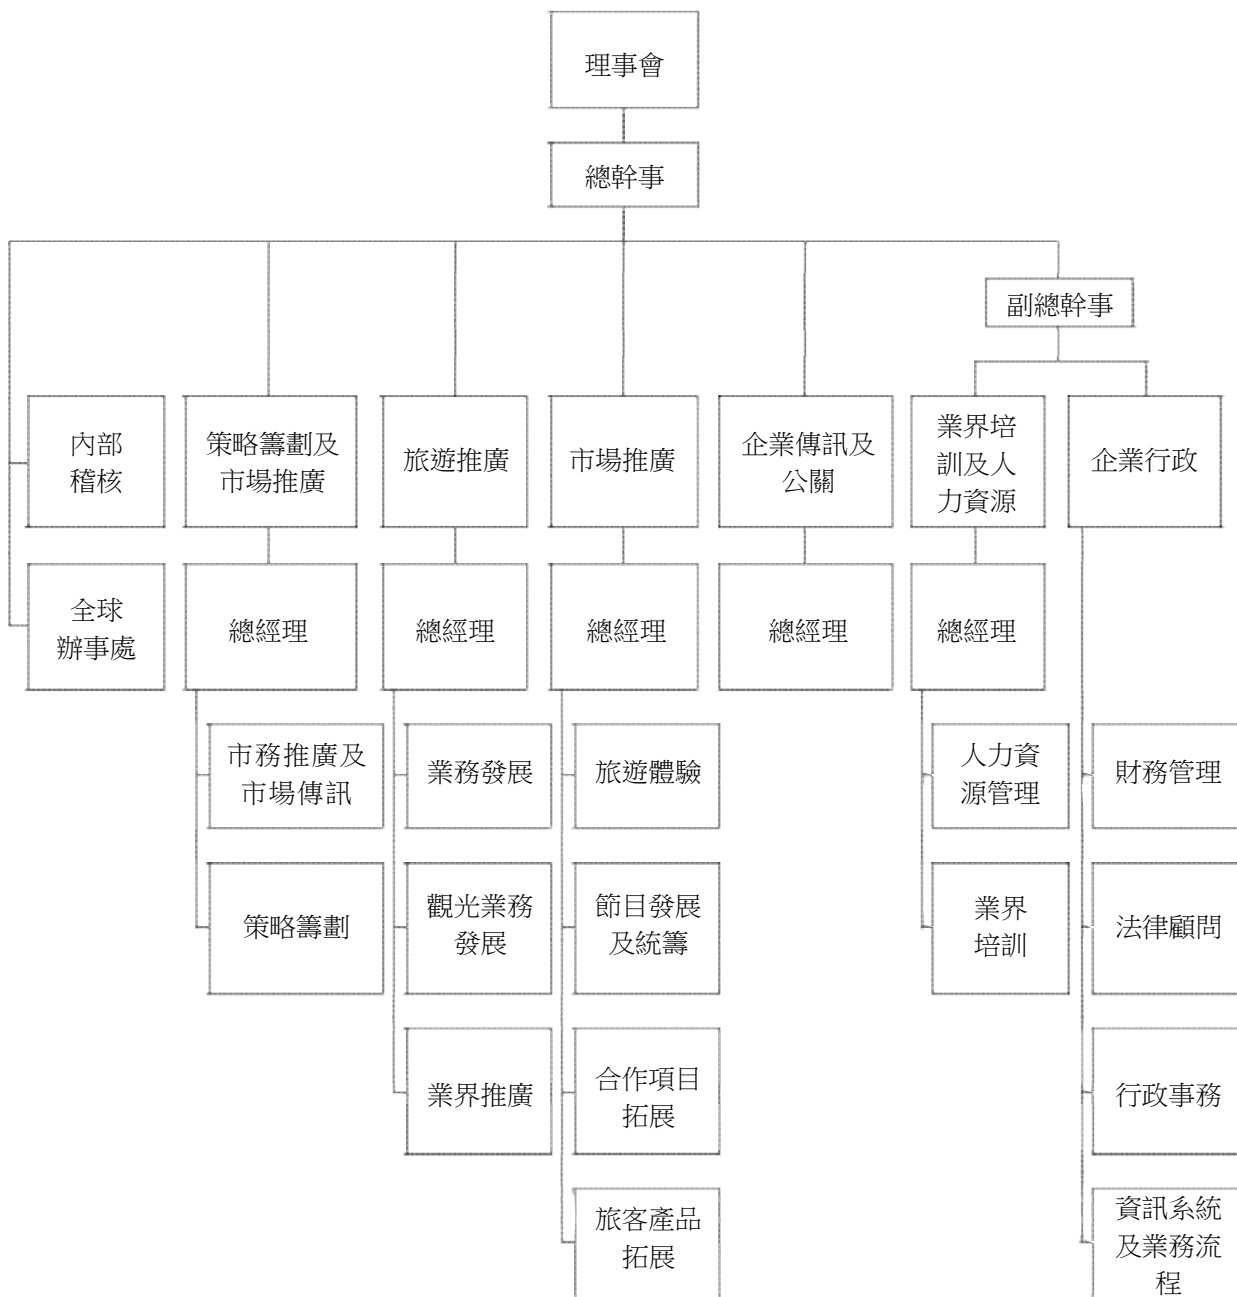 理事會
總幹事
副總幹事
內部
稽核
策略籌劃及
市場推廣
旅遊推廣
市場推廣
企業傳訊及
公關
業界培
訓及人
力資源
企業行政
全球
辦事處
總經理
總經理
總經理
總經理
總經理
市務推廣及
市場傳訊
業務發展
旅遊體驗
人力資
源管理
財務管理
策略籌劃
觀光業務
發展
節目發展
及統籌
業界
培訓
法律顧問
業界推廣
合作項目
拓展
行政事務
旅客產品
拓展
資訊系統
及業務流
程